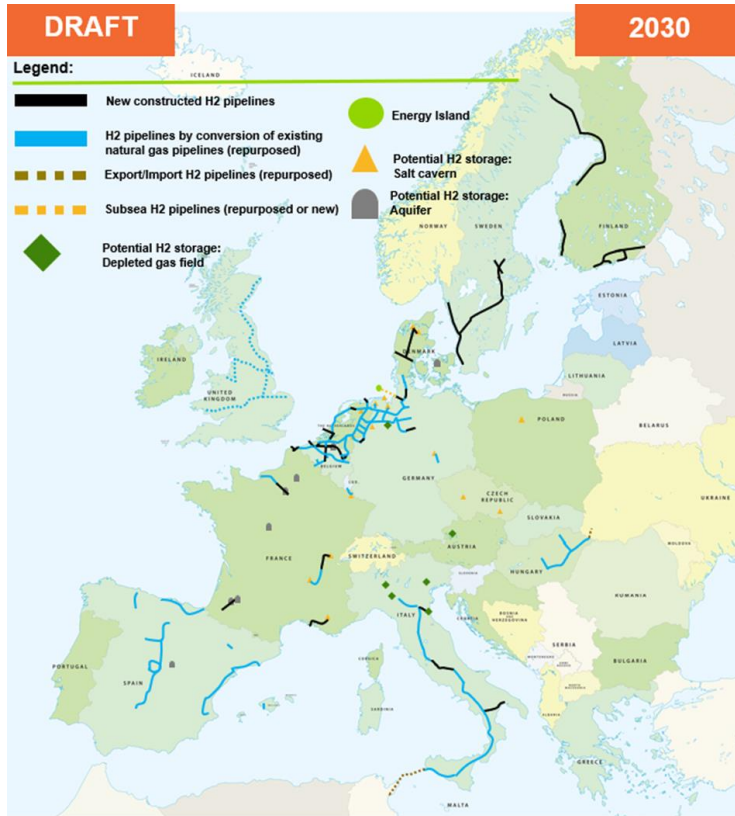 DRAFT
2030
Legend:
New constructed H2 pipelines
H2 pipelines by conversion of existing
natural gas pipelines (repurposed)
Export/Import H2 pipelines (repurposed)
Subsea H2 pipelines (repurposed or new)
Potential H2 storage:
Depleted gas field
Energy Island
Potential H2 storage:
Salt cavern
Potential H2 storage:
Aquifer
ICELAND
NORWAY
SWEDEN
FINLAND
ESTONIA
LATVIA
LITHUANIA
RUSSIA
BELARUS
IRELAND
UNITED
KINGDOM
DENMARK
BELGIUM
LUX.
GERMANY
POLAND
UKRAINE
CZECH
REPUBLIC
SLOVAKIA
MOLDOVA
FRANCE
SWITZERLAND
AUSTRIA
HUNGARY
SLOVENIA
CROATIA
RUMANIA
BOSNIA
AND
HERZEGOVINA
SERBIA
BULGARIA
ITALY
CORSICA
SARDINIA
ALBANIA
GREECE
PORTUGAL
SPAIN
MALTA